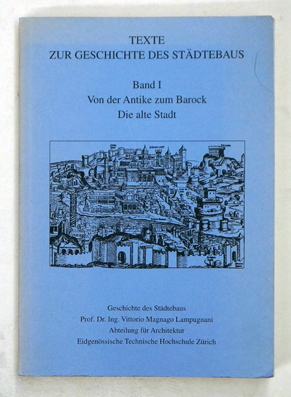 TEXTE
ZUR GESCHICHTE DES STÄDTEBAUS
Band I
Von der Antike zum Barock
Die alte Stadt
Geschichte des Städtebaus
Prof. Dr. Ing. Vittorio Magnago Lampugnani
Abteilung für Architektur
Eidgenössische Technische Hochschule Zürich